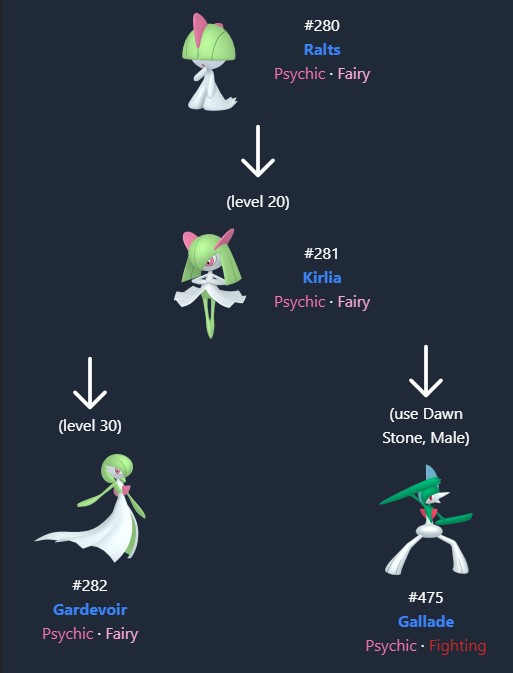 #280
Ralts
Psychic · Fairy
(level 20)
#281
Kirlia
Psychic · Fairy
(level 30)
(use Dawn
Stone, Male)
#282
Gardevoir
Psychic · Fairy
#475
Gallade
Psychic · Fighting